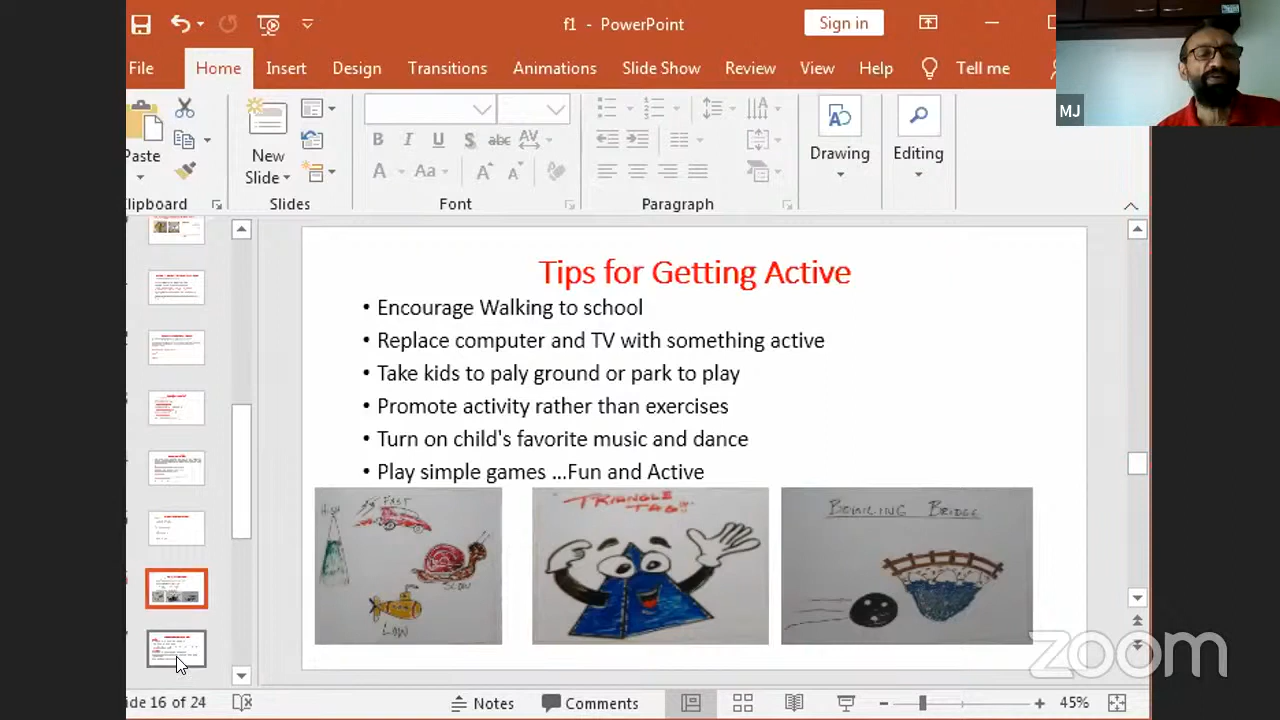 f1 - PowerPoint
Sign in
File
Home
Insert
Design
Transitions
Animations
Slide Show
Review
View
Help
Tell me
MJ
Paste
New
Slide
Drawing
Editing
lipboard
Slides
Font
Paragraph
Tips for Getting Active
• Encourage Walking to school
• Replace computer and TV with something active
• Take kids to paly ground or park to play
• Promote activity ratherthan exercises
• Turn on child's favorite music and dance
• Play simple games ...Fun and Active
HIGH
FAST
SLOW
LOW
TRIANGLE
TAG!!
BOWLING BRIDGE
zoom
ide 16 of 24
Notes
Comments
45%